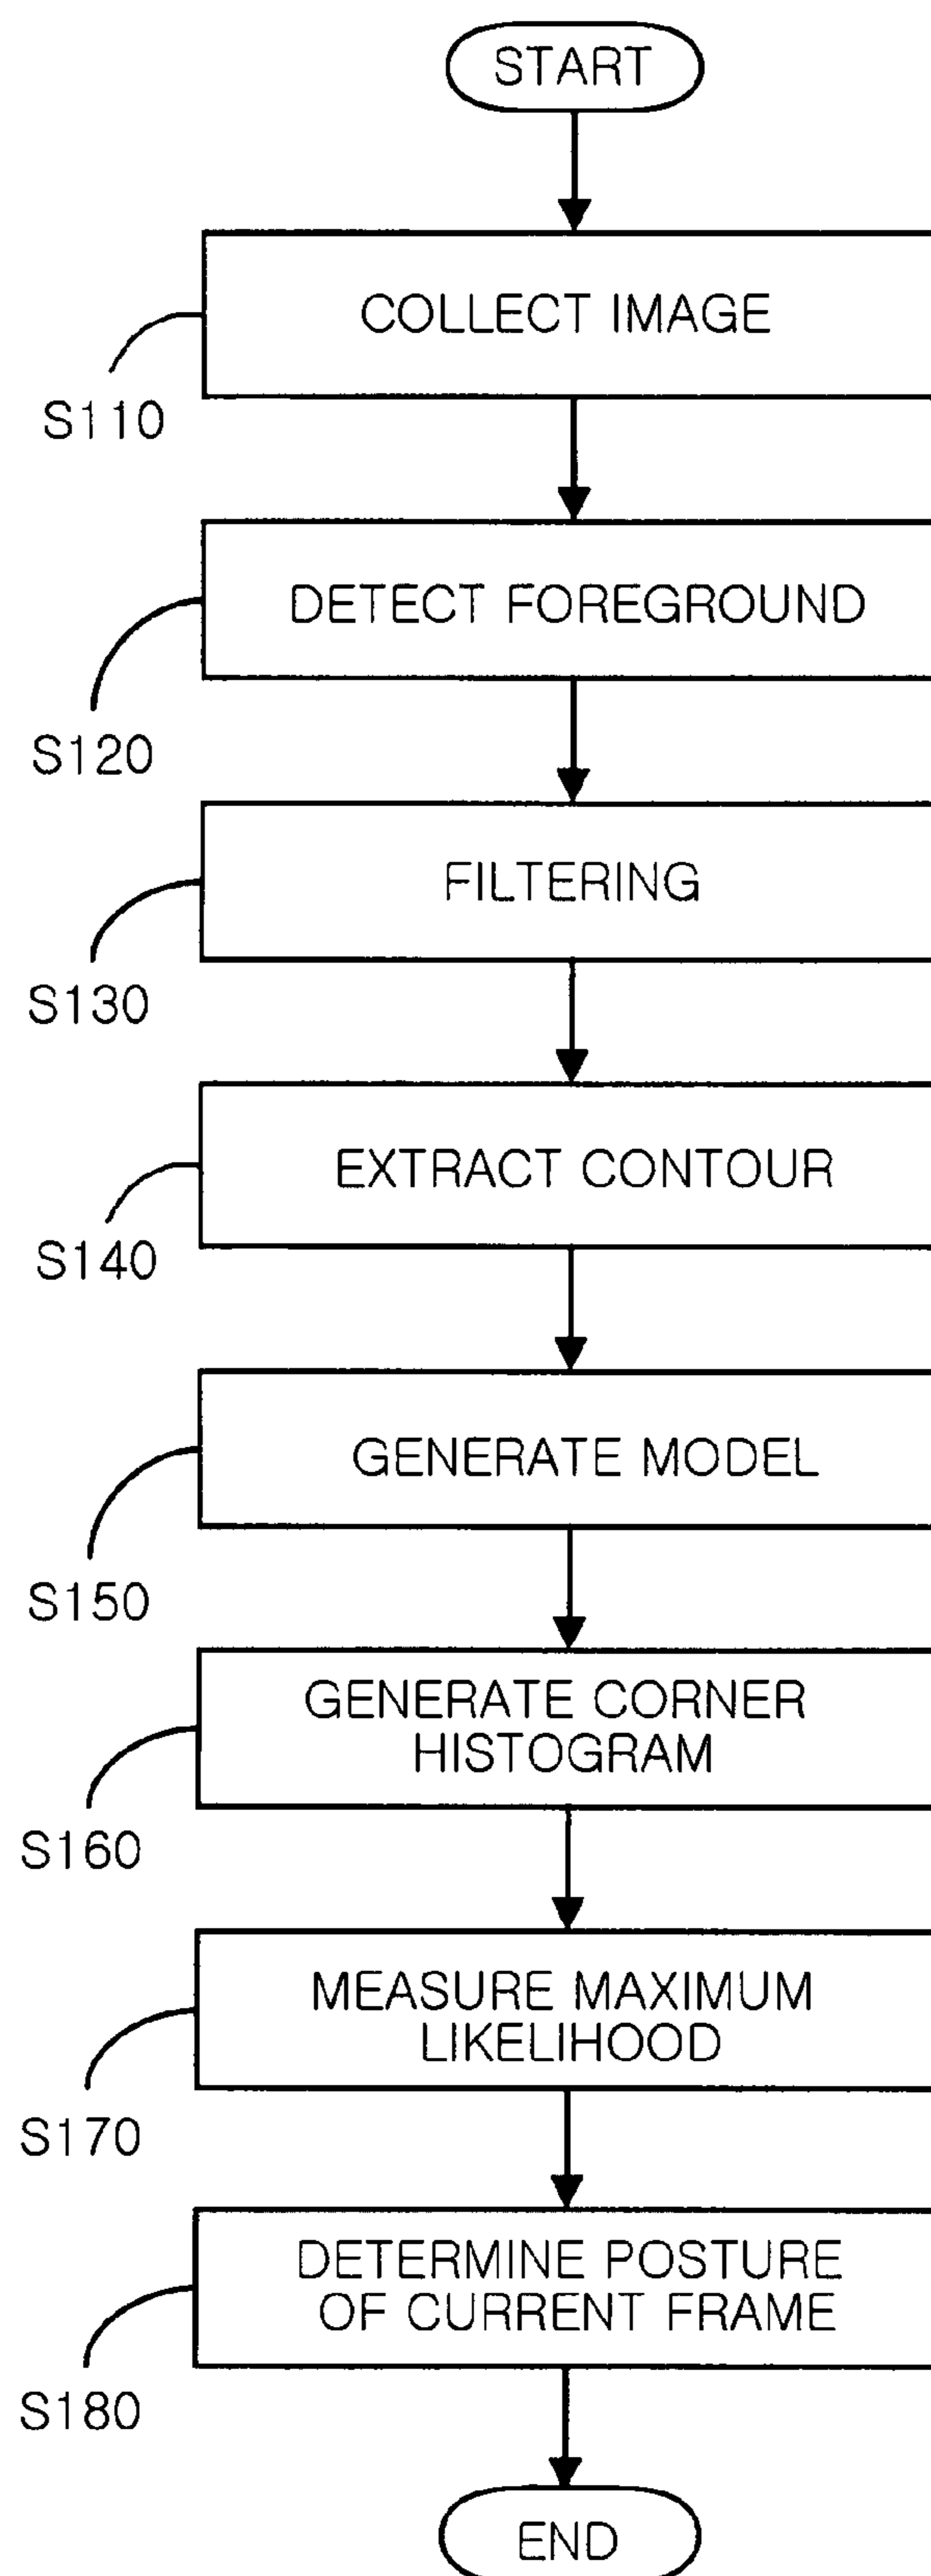 START
COLLECT IMAGE
S110
DETECT FOREGROUND
S120
FILTERING
S130
EXTRACT CONTOUR
S140
GENERATE MODEL
S150
GENERATE CORNER
HISTOGRAM
S160
MEASURE MAXIMUM
LIKELIHOOD
S170
DETERMINE POSTURE
OF CURRENT FRAME
S180
END